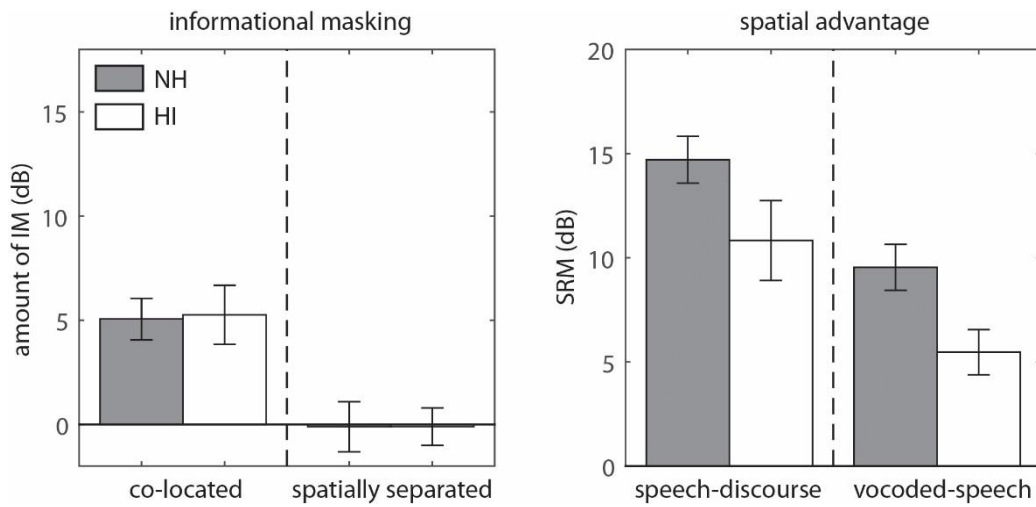 informational masking
spatial advantage
NH
HI
amount of IM (dB)
15
10
5
0
co-located
spatially separated
SRM (dB)
20
15
10
5
0
speech-discourse
vocoded-speech